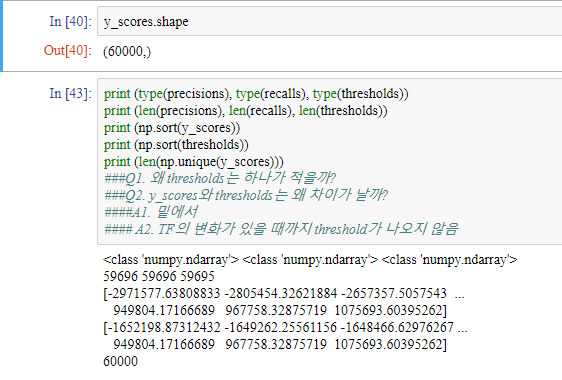 In [40]: y_scores.shape
Out[40]: (60000,)
In [43]: print (type(precisions), type(recalls), type(thresholds))
print (len(precisions), len(recalls), len(thresholds))
print (np.sort(y_scores))
print (np.sort(thresholds))
print (len(np.unique(y_scores)))
###Q1. 왜 thresholds는 하나가 적을까?
###Q2. y_scores와 thresholds는 왜 차이가 날까?
####A1. 밑에서
#### A2. TF의 변화가 있을 때까지 threshold가 나오지 않음
<class 'numpy.ndarray'> <class 'numpy.ndarray'> <class 'numpy.ndarray'>
59696 59696 59695
[-2971577.63808833 -2805454.32621884 -2657357.5057543 ...
949804.17166689 967758.32875719 1075693.60395262]
[-1652198.87312432 -1649262.25561156 -1648466.62976267 ...
949804.17166689 967758.32875719 1075693.60395262]
60000